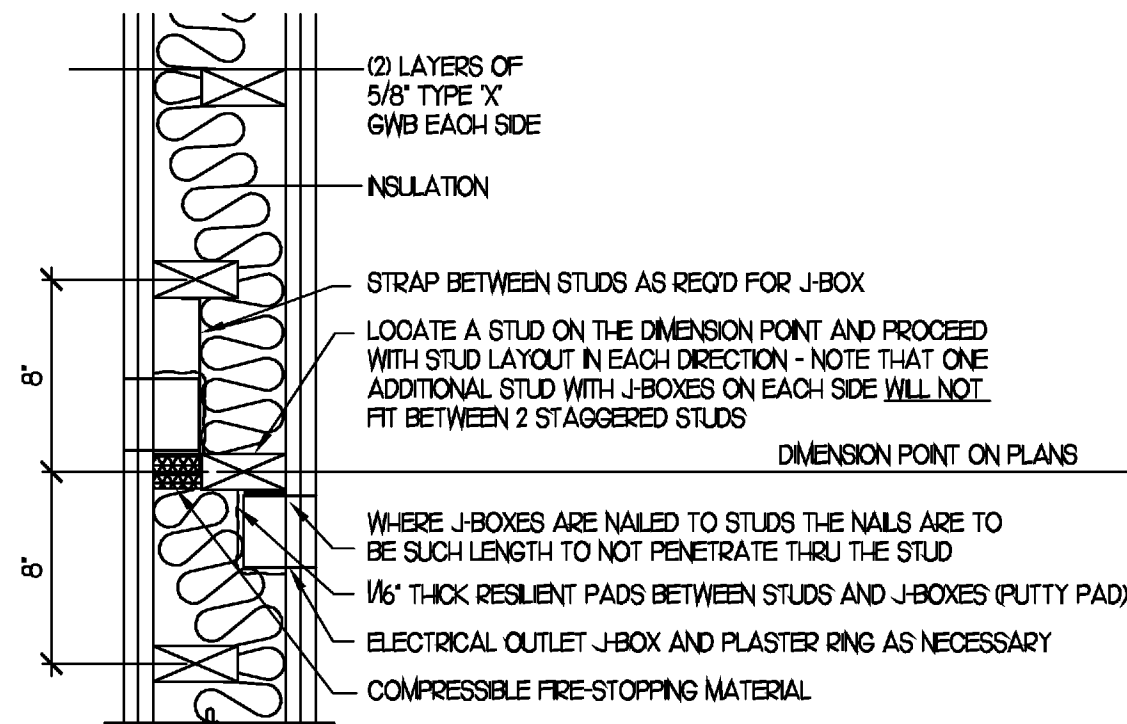 (2) LAYERS OF
5/8" TYPE 'X'
GWB EACH SIDE
INSULATION
STRAP BETWEEN STUDS AS REQ'D FOR J-BOX
LOCATE A STUD ON THE DIMENSION POINT AND PROCEED
WITH STUD LAYOUT IN EACH DIRECTION - NOTE THAT ONE
ADDITIONAL STUD WITH J-BOXES ON EACH SIDE WILL NOT
FIT BETWEEN 2 STAGGERED STUDS
8"
DIMENSION POINT ON PLANS
WHERE J-BOXES ARE NAILED TO STUDS THE NAILS ARE TO
BE SUCH LENGTH TO NOT PENETRATE THRU THE STUD
8"
1/16" THICK RESILIENT PADS BETWEEN STUDS AND J-BOXES (PUTTY PAD)
ELECTRICAL OUTLET J-BOX AND PLASTER RING AS NECESSARY
COMPRESSIBLE FIRE-STOPPING MATERIAL